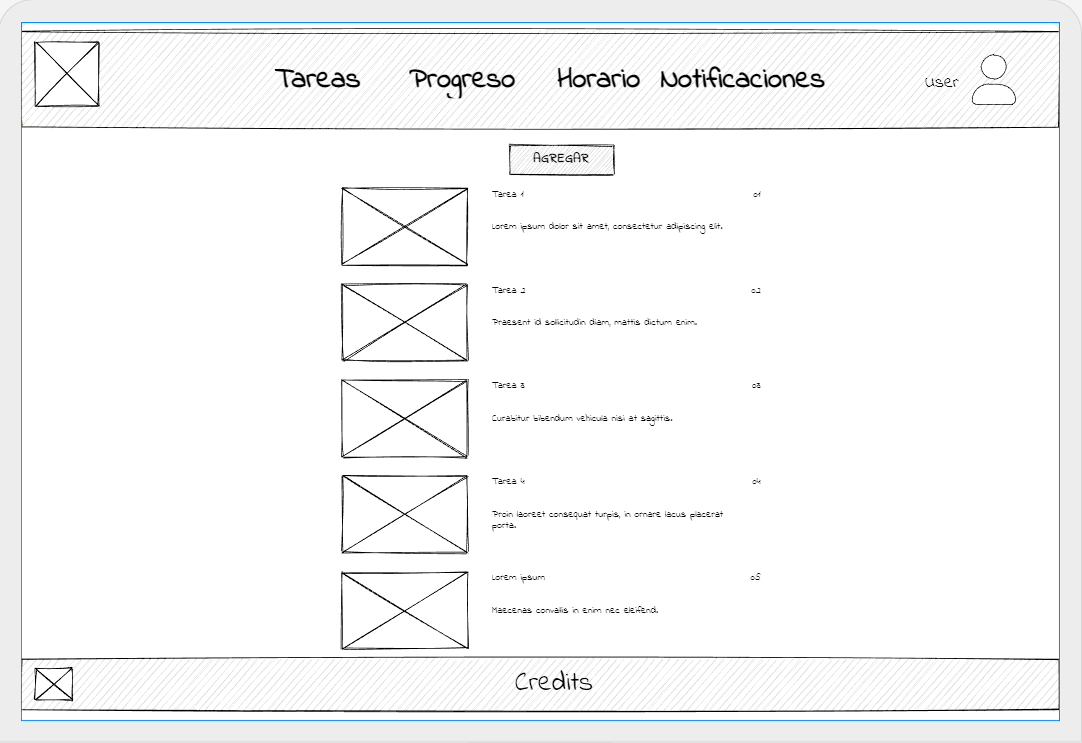 Tareas Progreso Horario Notificaciones user
AGREGAR
Tarea 1 01
Lorem ipsum dolor sit amet, consectetur adipiscing elit.
Tarea 2 02
Praesent id sollicitudin diam, mattis dictum enim.
Tarea 3 03
Curabitur bibendum vehicula nisi at sagittis.
Tarea 4 04
Proin laoreet consequat turpis, in ornare lacus placerat
porta.
Lorem ipsum 05
Maecenas convallis in enim nec eleifend.
Credits